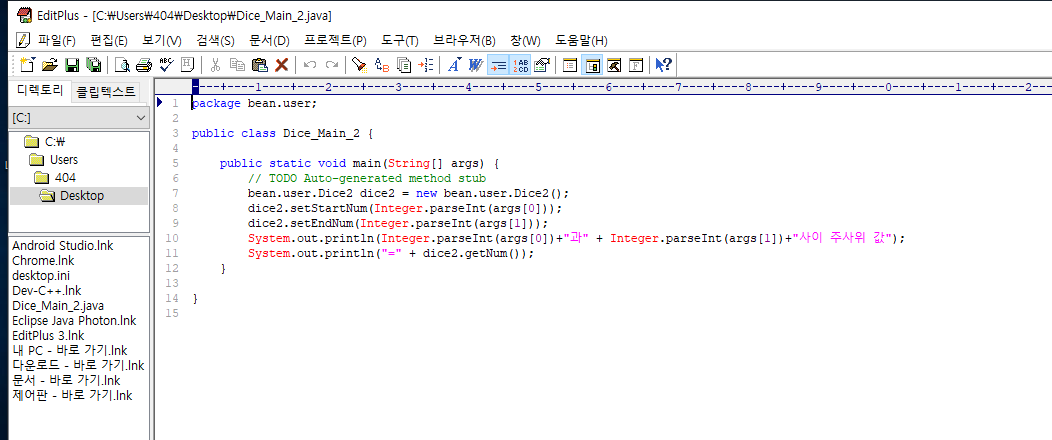 EditPlus - [C:₩Users₩404₩Desktop₩Dice_Main_2.java]
파일(F) 편집(E) 보기(V) 검색(S) 문서(D) 프로젝트(P) 도구(T) 브라우저(B) 창(W) 도움말(H)
디렉토리 클립텍스트
----+----1----+----2----+----3----+----4----+----5----+----6----+----7----+----8----+----9----+----0----+----1----+----2--
[C:]
C:₩
Users
404
Desktop
Android Studio.lnk
Chrome.lnk
desktop.ini
Dev-C++.lnk
Dice_Main_2.java
Eclipse Java Photon.lnk
EditPlus 3.lnk
내 PC - 바로 가기.lnk
다운로드 - 바로 가기.lnk
문서 - 바로 가기.lnk
제어판 - 바로 가기.lnk
1 package bean.user;
2
3 public class Dice_Main_2 {
4
5 public static void main(String[] args) {
6 // TODO Auto-generated method stub
7 bean.user.Dice2 dice2 = new bean.user.Dice2();
8 dice2.setStartNum(Integer.parseInt(args[0]));
9 dice2.setEndNum(Integer.parseInt(args[1]));
10 System.out.println(Integer.parseInt(args[0])+"과" + Integer.parseInt(args[1])+"사이 주사위 값");
11 System.out.println("=" + dice2.getNum());
12 }
13
14 }
15